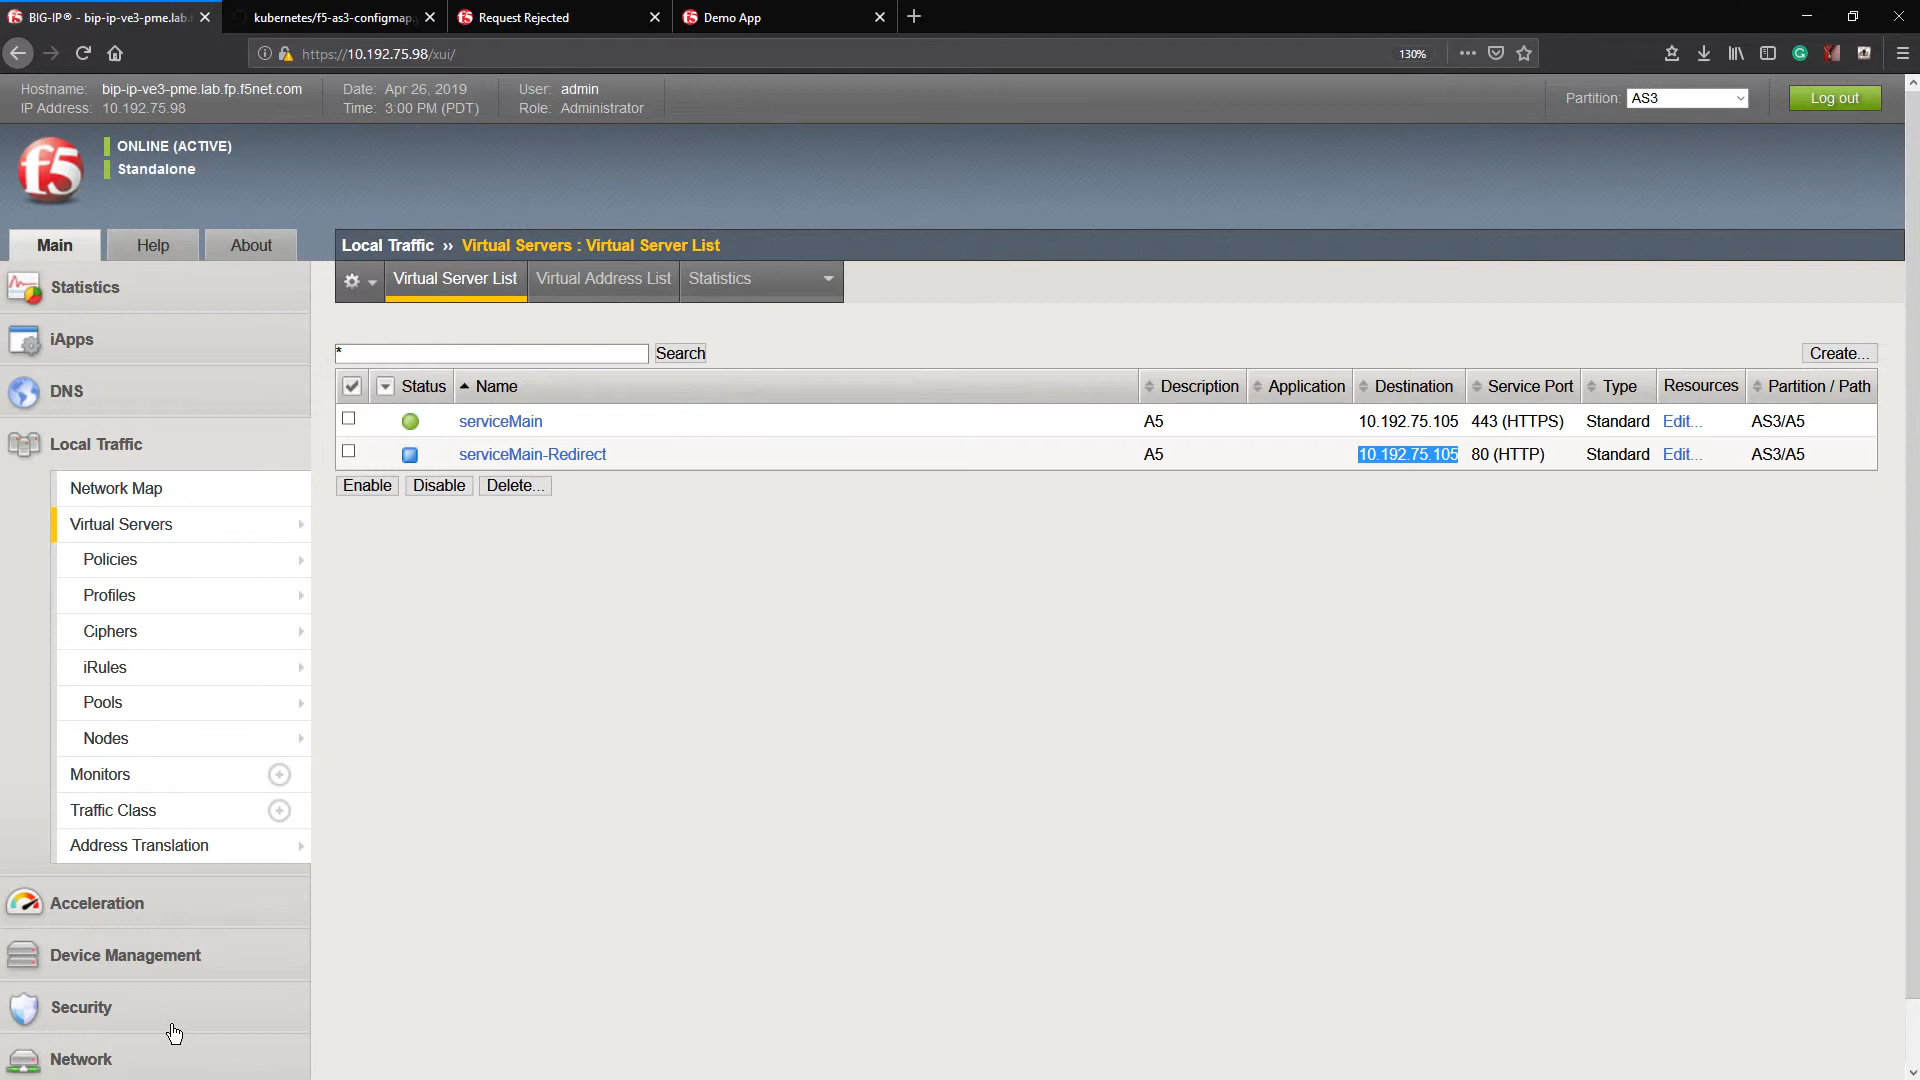 BIG-IP® - bip-ip-ve3-pme.lab.
kubernetes/f5-as3-configmap.
Request Rejected
Demo App
https://10.192.75.98/xui/
130%
Hostname: bip-ip-ve3-pme.lab.fp.f5net.com
IP Address: 10.192.75.98
Date: Apr 26, 2019
Time: 3:00 PM (PDT)
User: admin
Role: Administrator
Partition: AS3
Log out
f5
ONLINE (ACTIVE)
Standalone
Main
Help
About
Local Traffic ›› Virtual Servers : Virtual Server List
Virtual Server List
Virtual Address List
Statistics
Statistics
iApps
DNS
Local Traffic
Network Map
Virtual Servers
Policies
Profiles
Ciphers
iRules
Pools
Nodes
Monitors
Traffic Class
Address Translation
Acceleration
Device Management
Security
Network
*
Search
Create...
Status Name Description Application Destination Service Port Type Resources Partition / Path
serviceMain A5 10.192.75.105 443 (HTTPS) Standard Edit... AS3/A5
serviceMain-Redirect A5 10.192.75.105 80 (HTTP) Standard Edit... AS3/A5
Enable Disable Delete...